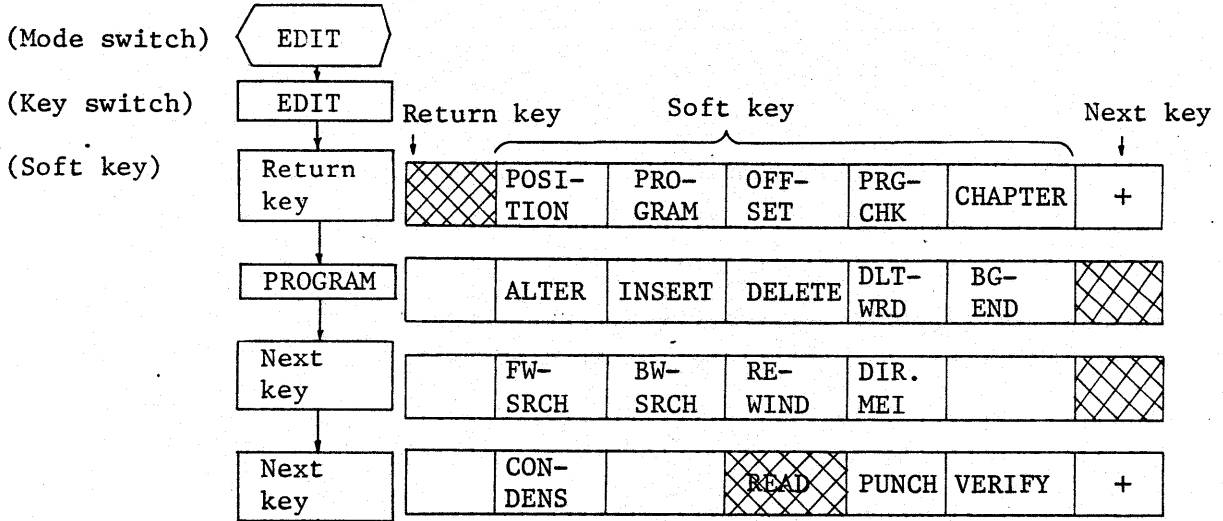 (Mode switch) EDIT
(Key switch) EDIT
Return key Soft key Next key
(Soft key)
Return
key
POSI-
TION
PRO-
GRAM
OFF-
SET
PRG-
CHK
CHAPTER
+
PROGRAM
ALTER
INSERT
DELETE
DLT-
WRD
BG-
END
Next
key
FW-
SRCH
BW-
SRCH
RE-
WIND
DIR.
MEI
Next
key
CON-
DENS
READ
PUNCH
VERIFY
+